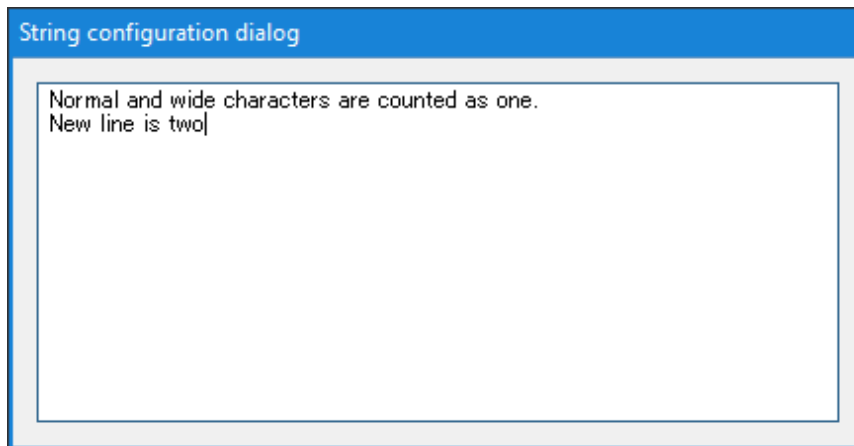 String configuration dialog
Normal and wide characters are counted as one.
New line is two